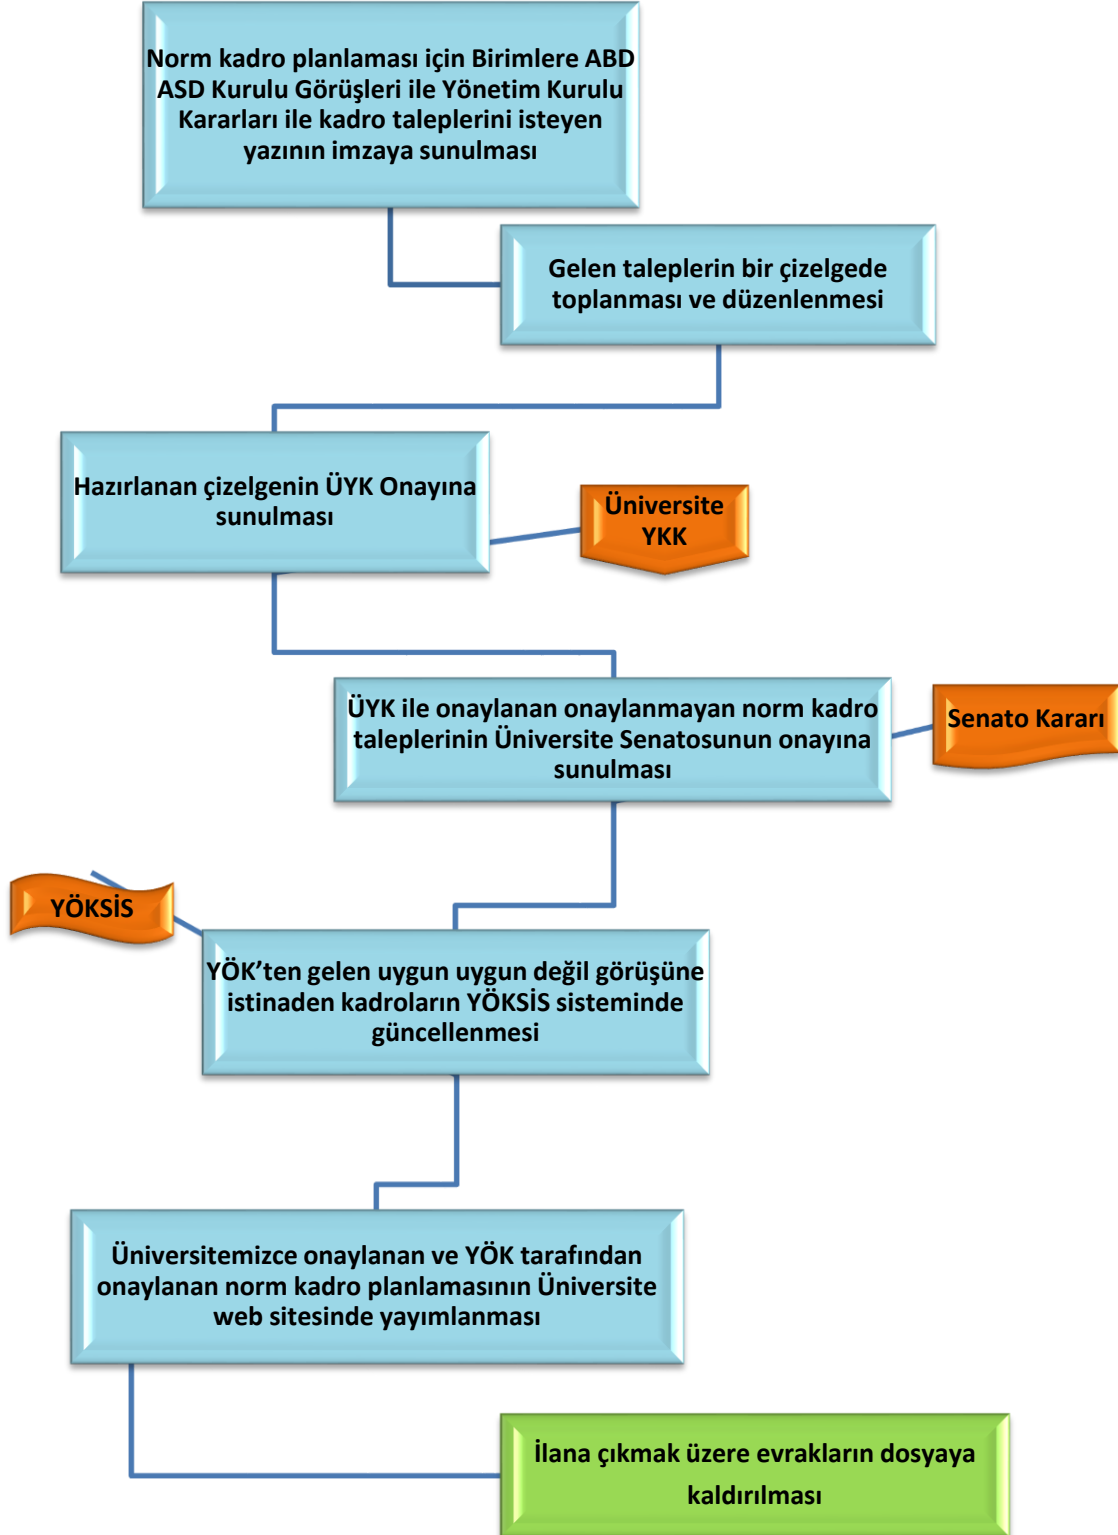 Norm kadro planlaması için Birimlere ABD
ASD Kurulu Görüşleri ile Yönetim Kurulu
Kararları ile kadro taleplerini isteyen
yazının imzaya sunulması
Gelen taleplerin bir çizelgede
toplanması ve düzenlenmesi
Hazırlanan çizelgenin ÜYK Onayına
sunulması
Üniversite
YKK
ÜYK ile onaylanan onaylanmayan norm kadro
taleplerinin Üniversite Senatosunun onayına
sunulması
Senato Kararı
YÖKSİS
YÖK’ten gelen uygun uygun değil görüşüne
istinaden kadroların YÖKSİS sisteminde
güncellenmesi
Üniversitemizce onaylanan ve YÖK tarafından
onaylanan norm kadro planlamasının Üniversite
web sitesinde yayımlanması
İlana çıkmak üzere evrakların dosyaya
kaldırılması